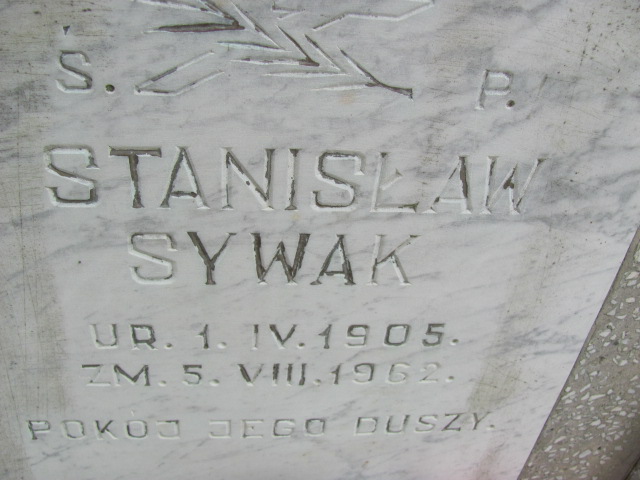 Ś. P.
STANISŁAW
SYWAK
UR. 1. IV. 1905.
ZM. 5. VIII. 1962.
POKÓJ JEGO DUSZY.